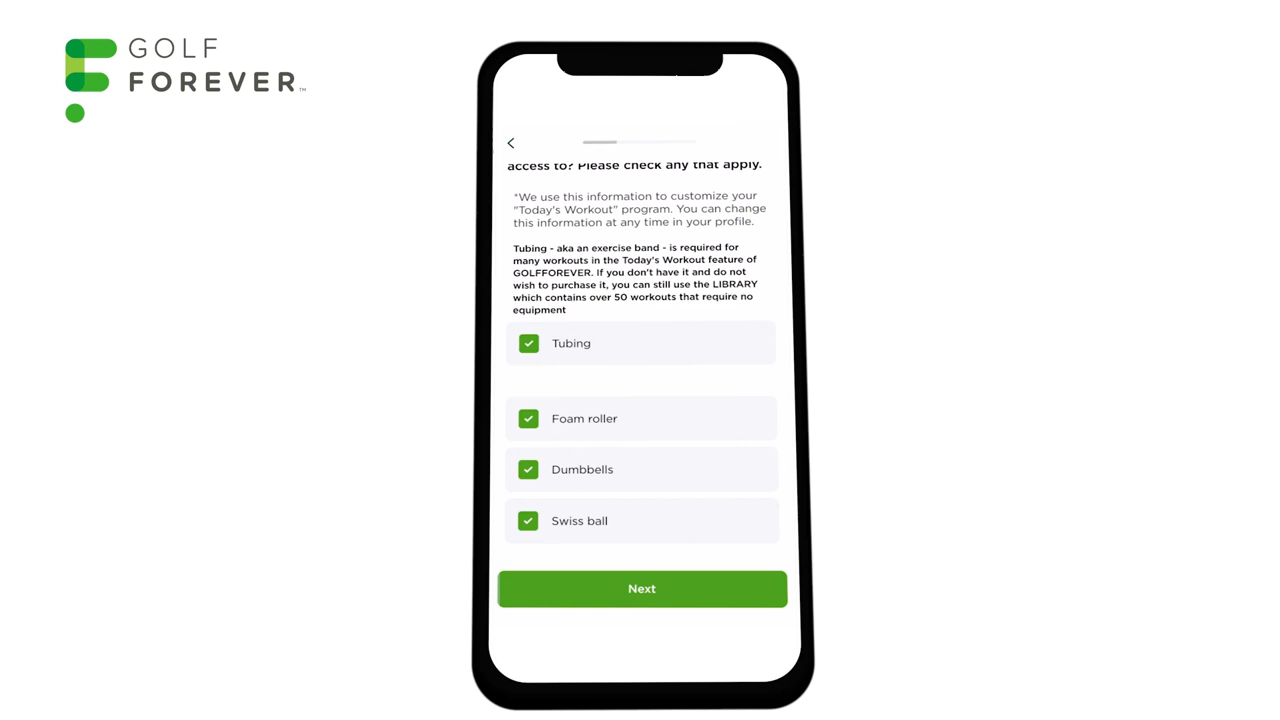 GOLF
FOREVER™
access to? Please check any that apply.
*We use this information to customize your
"Today's Workout" program. You can change
this information at any time in your profile.
Tubing - aka an exercise band - is required for
many workouts in the Today's Workout feature of
GOLFFOREVER. If you don't have it and do not
wish to purchase it, you can still use the LIBRARY
which contains over 50 workouts that require no
equipment
Tubing
Foam roller
Dumbbells
Swiss ball
Next